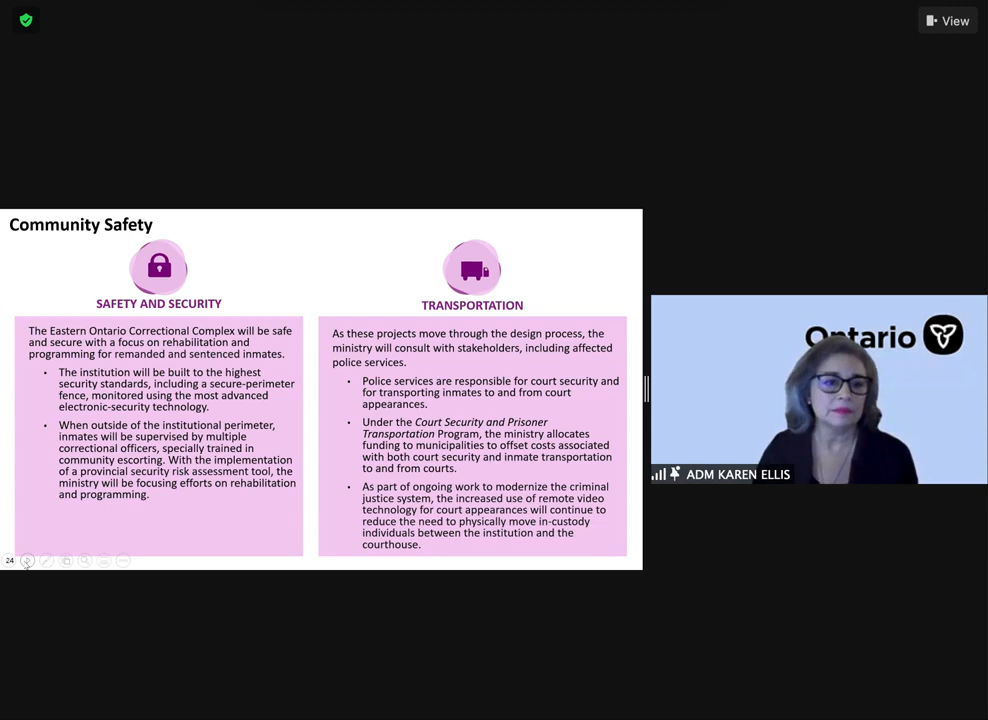 View
Community Safety
SAFETY AND SECURITY
The Eastern Ontario Correctional Complex will be safe
and secure with a focus on rehabilitation and
programming for remanded and sentenced inmates.
• The institution will be built to the highest
security standards, including a secure-perimeter
fence, monitored using the most advanced
electronic-security technology.
• When outside of the institutional perimeter,
inmates will be supervised by multiple
correctional officers, specially trained in
community escorting. With the implementation
of a provincial security risk assessment tool, the
ministry will be focusing efforts on rehabilitation
and programming.
24
TRANSPORTATION
As these projects move through the design process, the
ministry will consult with stakeholders, including affected
police services.
• Police services are responsible for court security and
for transporting inmates to and from court
appearances.
• Under the Court Security and Prisoner
Transportation Program, the ministry allocates
funding to municipalities to offset costs associated
with both court security and inmate transportation
to and from courts.
• As part of ongoing work to modernize the criminal
justice system, the increased use of remote video
technology for court appearances will continue to
reduce the need to physically move in-custody
individuals between the institution and the
courthouse.
Ontario
ADM KAREN ELLIS